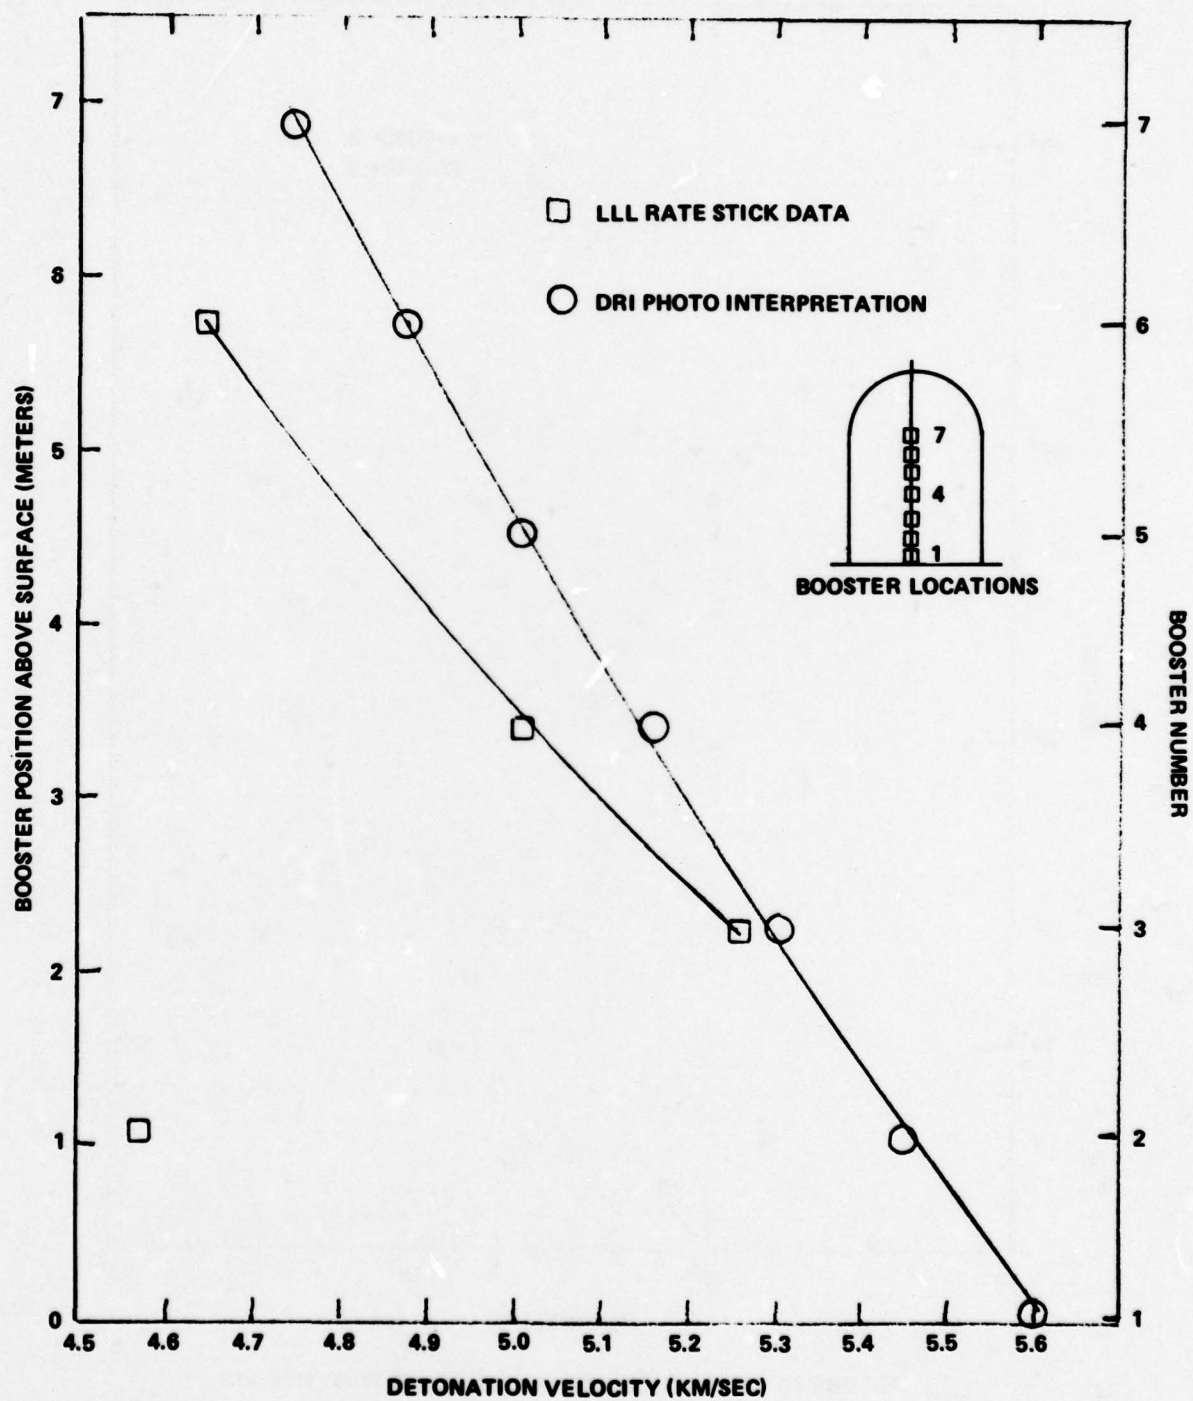 7
6
5
4
3
2
1
0
BOOSTER POSITION ABOVE SURFACE (METERS)
LLL RATE STICK DATA
DRI PHOTO INTERPRETATION
7
4
1
BOOSTER LOCATIONS
7
6
5
4
3
2
1
BOOSTER NUMBER
4.5 4.6 4.7 4.8 4.9 5.0 5.1 5.2 5.3 5.4 5.5 5.6
DETONATION VELOCITY (KM/SEC)